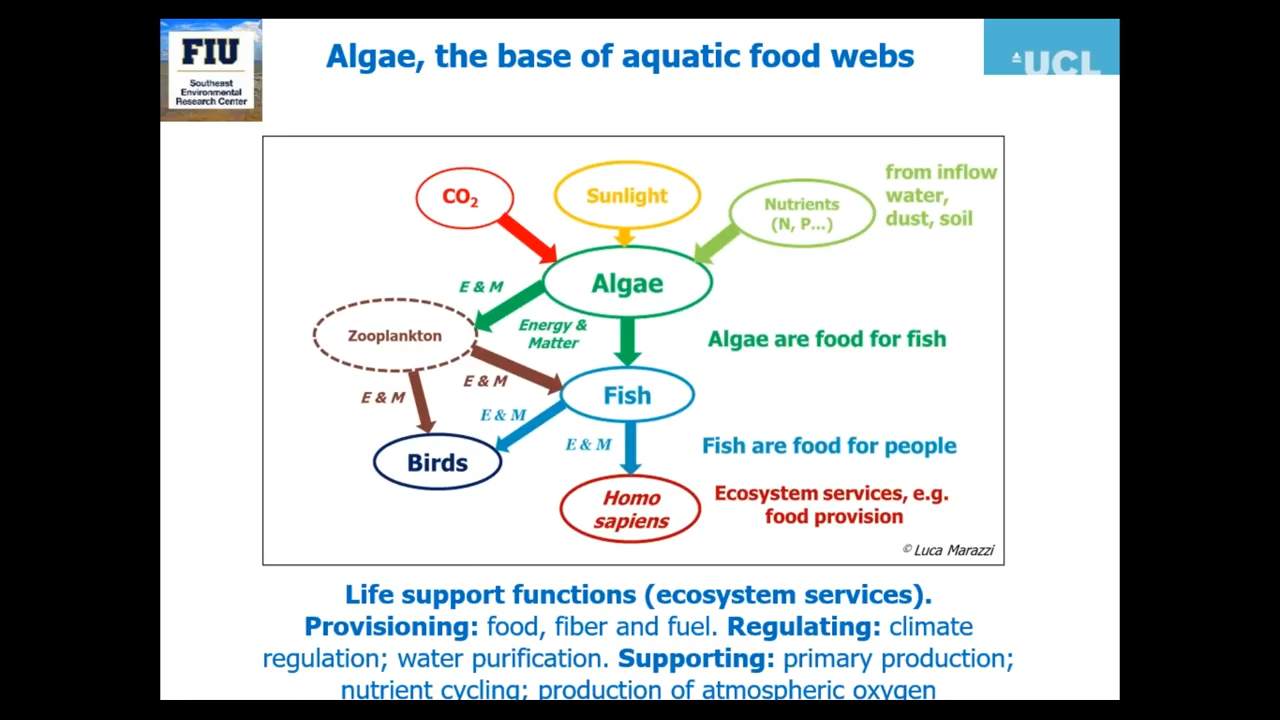 FIU
Southeast
Environmental
Research Center
Algae, the base of aquatic food webs
UCL
CO₂
Sunlight
Nutrients
(N, P...)
from inflow
water,
dust, soil
Algae
E & M
Energy &
Matter
Zooplankton
Algae are food for fish
E & M
E & M
Fish
E & M
E & M
Fish are food for people
Birds
Homo
sapiens
Ecosystem services, e.g.
food provision
© Luca Marazzi
Life support functions (ecosystem services).
Provisioning: food, fiber and fuel. Regulating: climate
regulation; water purification. Supporting: primary production;
nutrient cycling; production of atmospheric oxygen